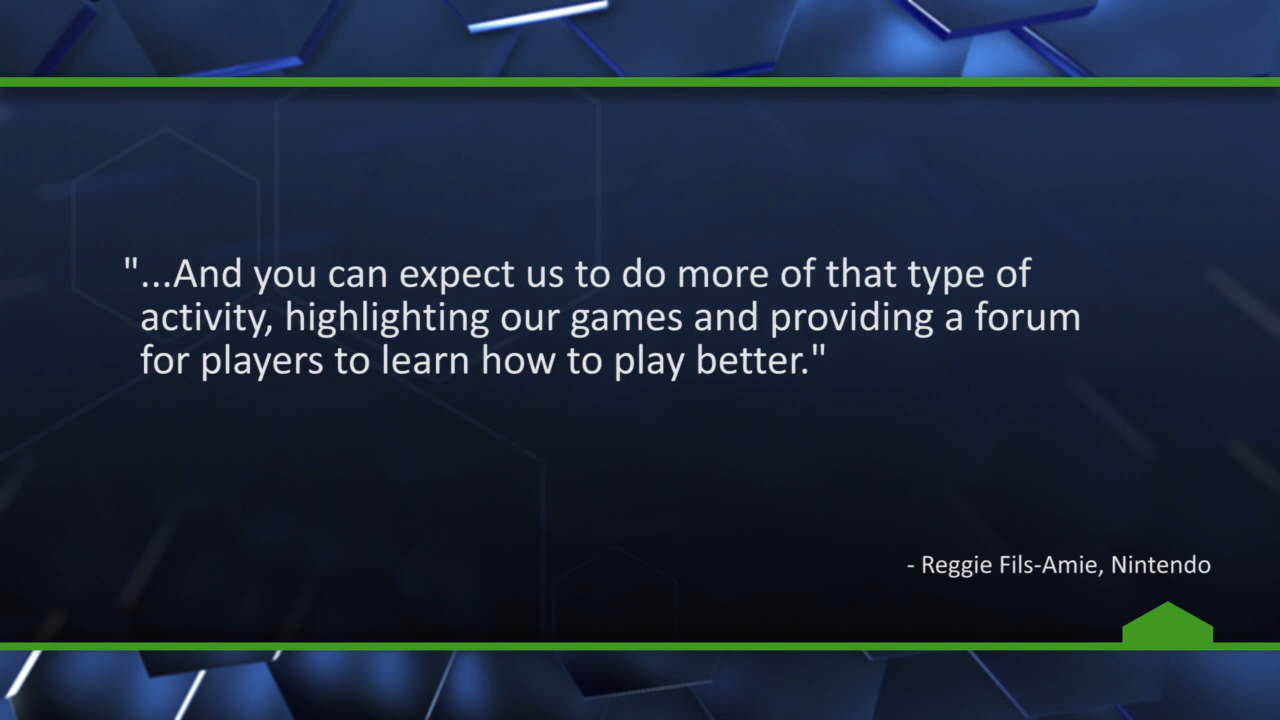 "...And you can expect us to do more of that type of
activity, highlighting our games and providing a forum
for players to learn how to play better."
- Reggie Fils-Amie, Nintendo